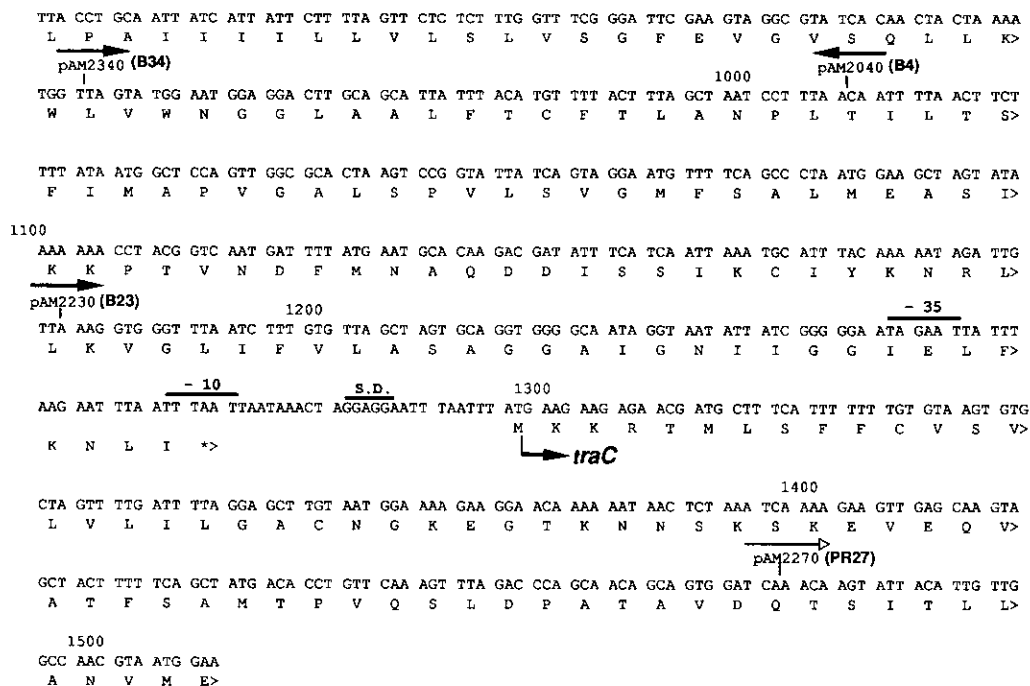 TTA CCT GCA ATT ATC ATT ATT CTT TTA GTT CTC TCT TTG GTT TCG GGA TTC GAA GTA GGC GTA TCA CAA CTA CTA AAA
L P A I I I I L L V L S L V S G F E V G V S Q L L K>
pAM2340 (B34) pAM2040 (B4)
1000
TGG TTA GTA TGG AAT GGA GGA CTT GCA GCA TTA TTT ACA TGT TTT ACT TTA GCT AAT CCT TTA ACA ATT TTA ACT TCT
W L V W N G G L A A L F T C F T L A N P L T I L T S>
TTT ATA ATG GCT CCA GTT GGC GCA CTA AGT CCG GTA TTA TCA GTA GGA ATG TTT TCA GCC CTA ATG GAA GCT AGT ATA
F I M A P V G A L S P V L S V G M F S A L M E A S I>
1100
AAA AAA CCT ACG GTC AAT GAT TTT ATG AAT GCA CAA GAC GAT ATT TCA TCA ATT AAA TGC ATT TAC AAA AAT AGA TTG
K K P T V N D F M N A Q D D I S S I K C I Y K N R L>
pAM2230 (B23)
1200 - 35
TTA AAG GTG GGT TTA ATC TTT GTG TTA GCT AGT GCA GGT GGG GCA ATA GGT AAT ATT ATC GGG GGA ATA GAA TTA TTT
L K V G L I F V L A S A G G A I G N I I G G I E L F>
- 10 S.D. 1300
AAG AAT TTA ATT TAA TTAATAAACTA GGAGGAATT TAATTT ATG AAG AAG AGA ACG ATG CTT TCA TTT TTT TGT GTA AGT GTG
K N L I *> M K K R T M L S F F C V S V>
traC
1400
CTA GTT TTG ATT TTA GGA GCT TGT AAT GGA AAA GAA GGA ACA AAA AAT AAC TCT AAA TCA AAA GAA GTT GAG CAA GTA
L V L I L G A C N G K E G T K N N S K S K E V E Q V>
pAM2270 (PR27)
GCT ACT TTT TCA GCT ATG ACA CCT GTT CAA AGT TTA GAC CCA GCA ACA GCA GTG GAT CAA ACA AGT ATT ACA TTG TTG
A T F S A M T P V Q S L D P A T A V D Q T S I T L L>
1500
GCC AAC GTA ATG GAA
A N V M E>